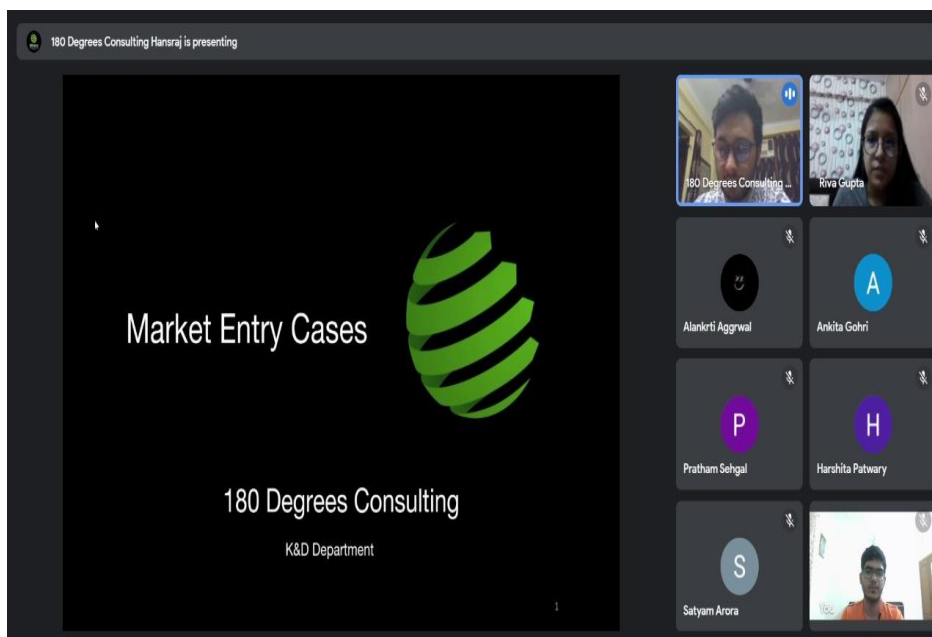 180 Degrees Consulting Hansraj is presenting
Market Entry Cases
180 Degrees Consulting
K&D Department
1
180 Degrees Consulting ...
Riva Gupta
Alankrti Aggrwal
A
Ankita Gohri
P
Pratham Sehgal
H
Harshita Patwary
S
Satyam Arora
You